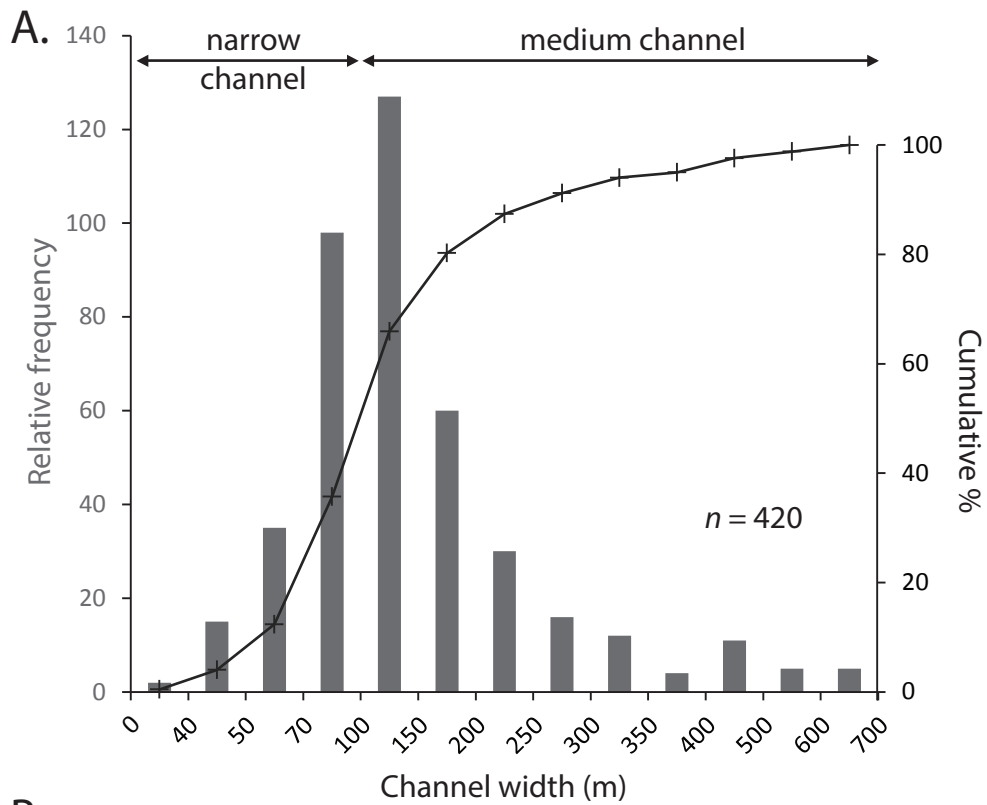 A.
narrow
channel
medium channel
Relative frequency
140
120
100
80
60
40
20
0
100
80
60
40
20
0
Cumulative %
n = 420
0 40 50 70 100 150 200 250 300 350 400 500 600 700
Channel width (m)